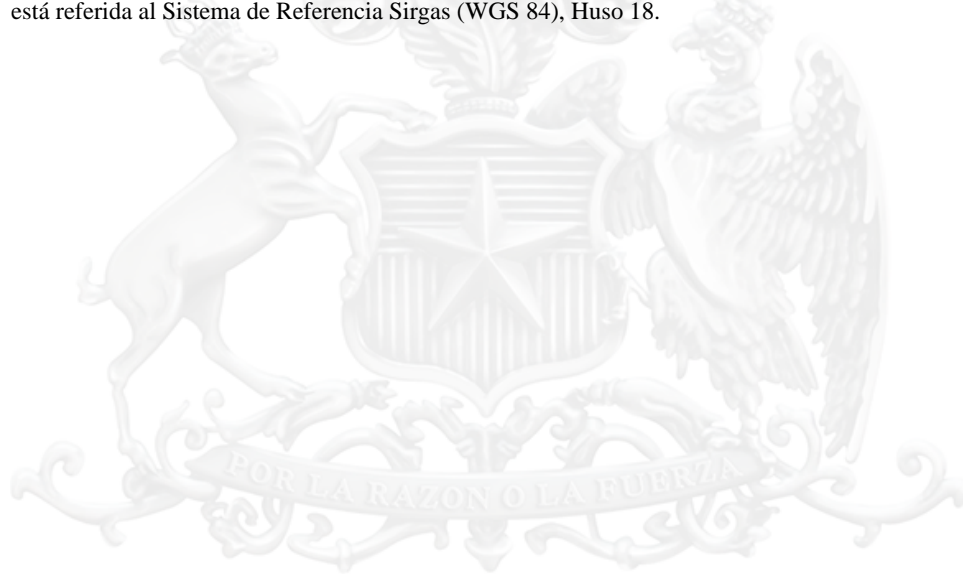 está referida al Sistema de Referencia Sirgas (WGS 84), Huso 18.
POR LA RAZON O LA FUERZA